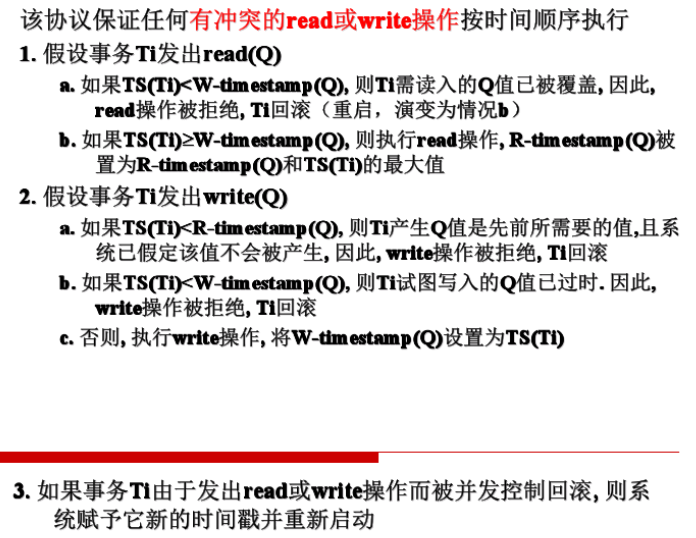 该协议保证任何有冲突的read或write操作按时间顺序执行
1. 假设事务Ti发出read(Q)
a. 如果TS(Ti)<W-timestamp(Q), 则Ti需读入的Q值已被覆盖, 因此,
read操作被拒绝, Ti回滚（重启，演变为情况b）
b. 如果TS(Ti)≥W-timestamp(Q), 则执行read操作, R-timestamp(Q)被
置为R-timestamp(Q)和TS(Ti)的最大值
2. 假设事务Ti发出write(Q)
a. 如果TS(Ti)<R-timestamp(Q), 则Ti产生Q值是先前所需要的值, 且系
统已假定该值不会被产生, 因此, write操作被拒绝, Ti回滚
b. 如果TS(Ti)<W-timestamp(Q), 则Ti试图写入的Q值已过时. 因此,
write操作被拒绝, Ti回滚
c. 否则, 执行write操作, 将W-timestamp(Q)设置为TS(Ti)
3. 如果事务Ti由于发出read或write操作而被并发控制回滚, 则系
统赋予它新的时间戳并重新启动